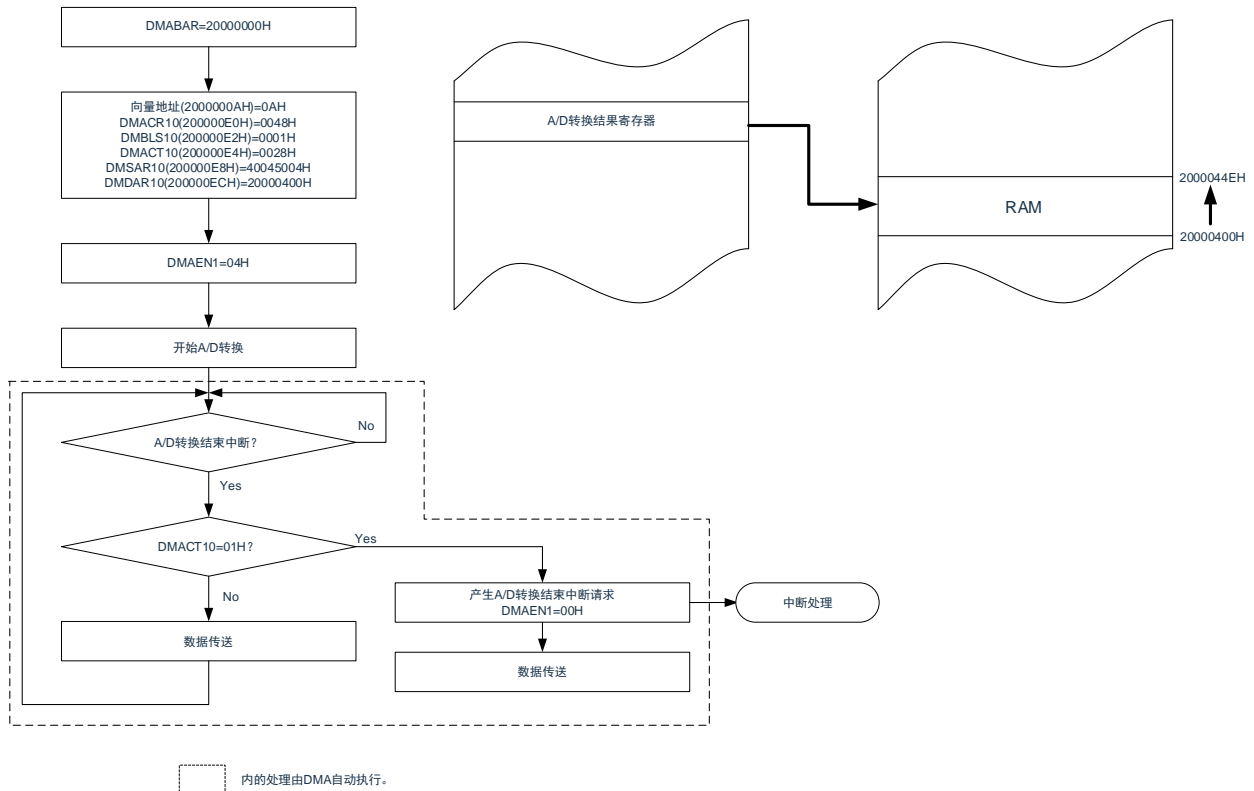 DMABAR=20000000H
向量地址(2000000AH)=0AH
DMACR10(200000E0H)=0048H
DMBLS10(200000E2H)=0001H
DMACT10(200000E4H)=0028H
DMSAR10(200000E8H)=40045004H
DMDAR10(200000ECH)=20000400H
DMAEN1=04H
开始A/D转换
A/D转换结束中断?
No
Yes
DMACT10=01H?
Yes
No
数据传送
产生A/D转换结束中断请求
DMAEN1=00H
数据传送
中断处理
A/D转换结果寄存器
RAM
2000044EH
20000400H
内的处理由DMA自动执行。